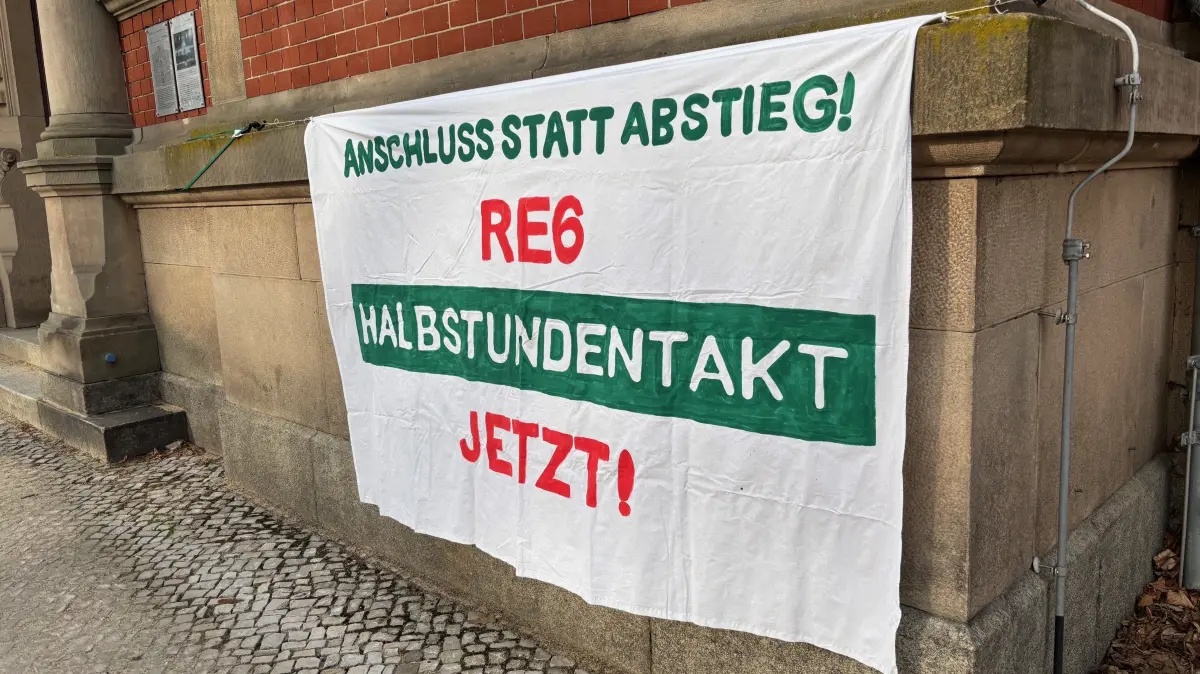 ANSCHLUSS STATT ABSTIEG!
RE6
HALBSTUNDENTAKT
JETZT!